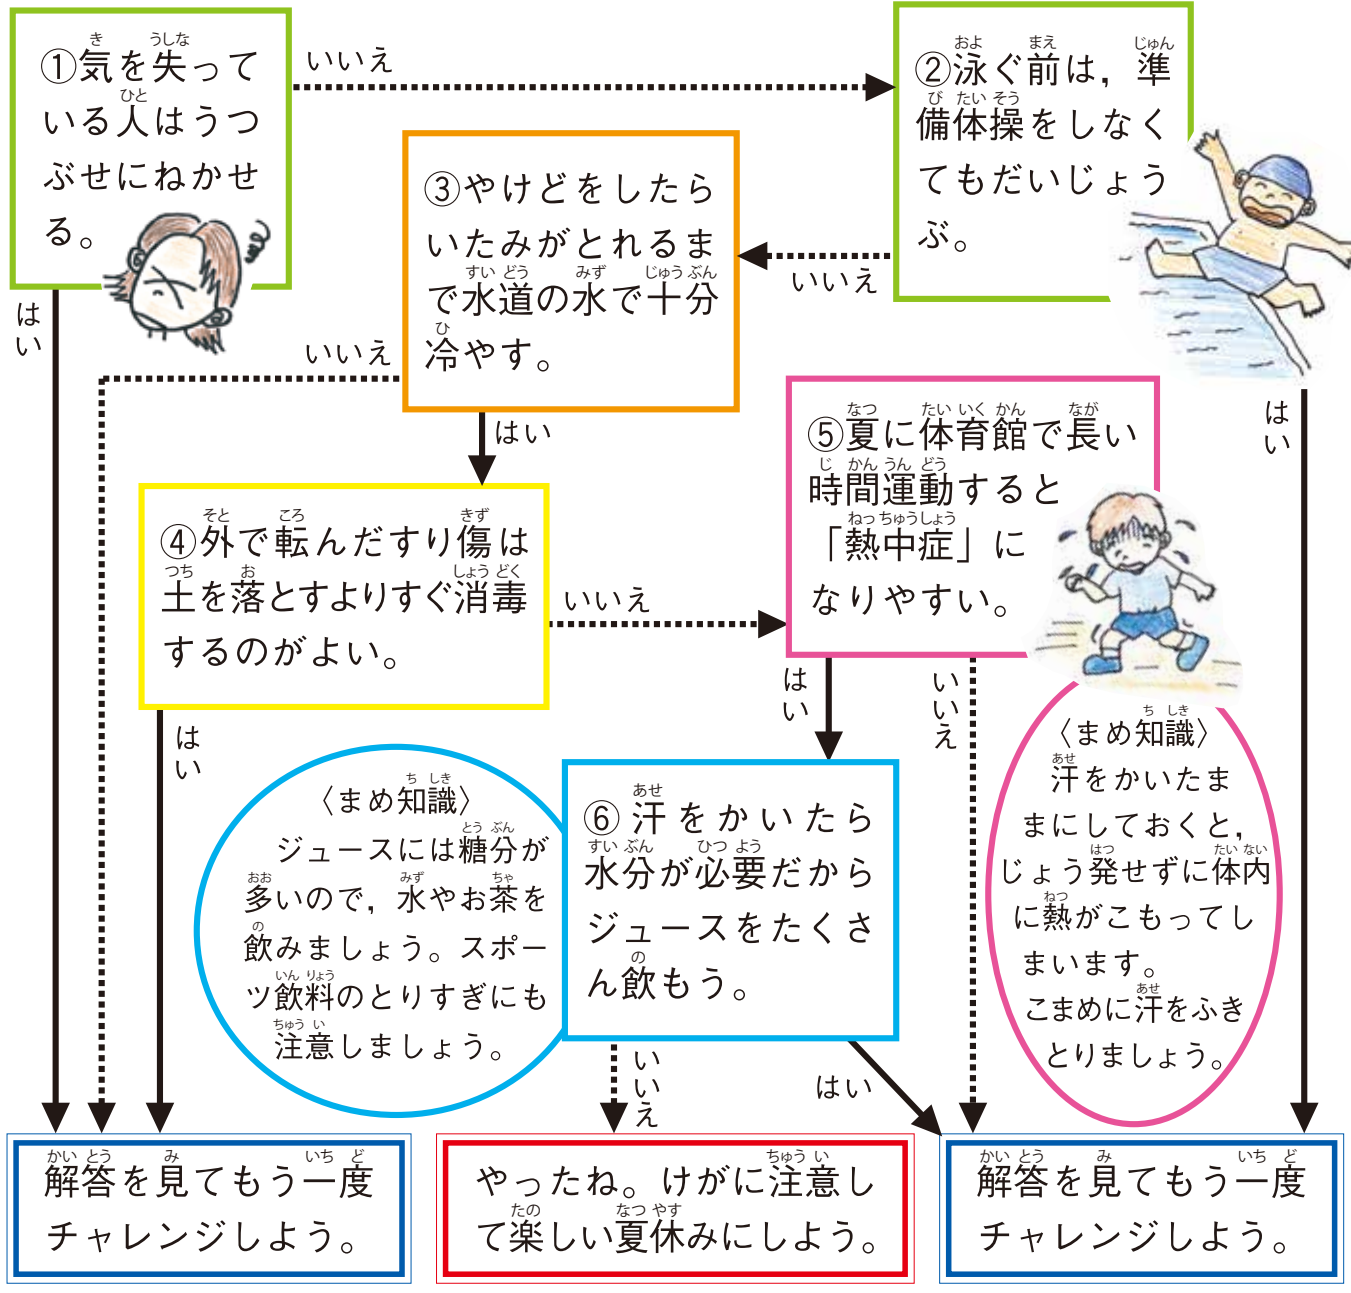 ①気を失って
いる人はうつ
ぶせにねかせ
る。
いいえ
はい
②泳ぐ前は，準
備体操をしなく
てもだいじょう
ぶ。
いいえ
はい
③やけどをしたら
いたみがとれるま
で水道の水で十分
冷やす。
いいえ
はい
④外で転んだすり傷は
土を落とすよりすぐ消毒
するのがよい。
いいえ
はい
⑤夏に体育館で長い
時間運動すると
「熱中症」に
なりやすい。
はい
いいえ
〈まめ知識〉
ジュースには糖分が
多いので，水やお茶を
飲みましょう。スポー
ツ飲料のとりすぎにも
注意しましょう。
⑥汗をかいたら
水分が必要だから
ジュースをたくさ
ん飲もう。
いいえ
はい
〈まめ知識〉
汗をかいたま
まにしておくと，
じょう発せずに体内
に熱がこもってし
まいます。
こまめに汗をふき
とりましょう。
解答を見てもう一度
チャレンジしよう。
やったね。けがに注意し
て楽しい夏休みにしよう。
解答を見てもう一度
チャレンジしよう。